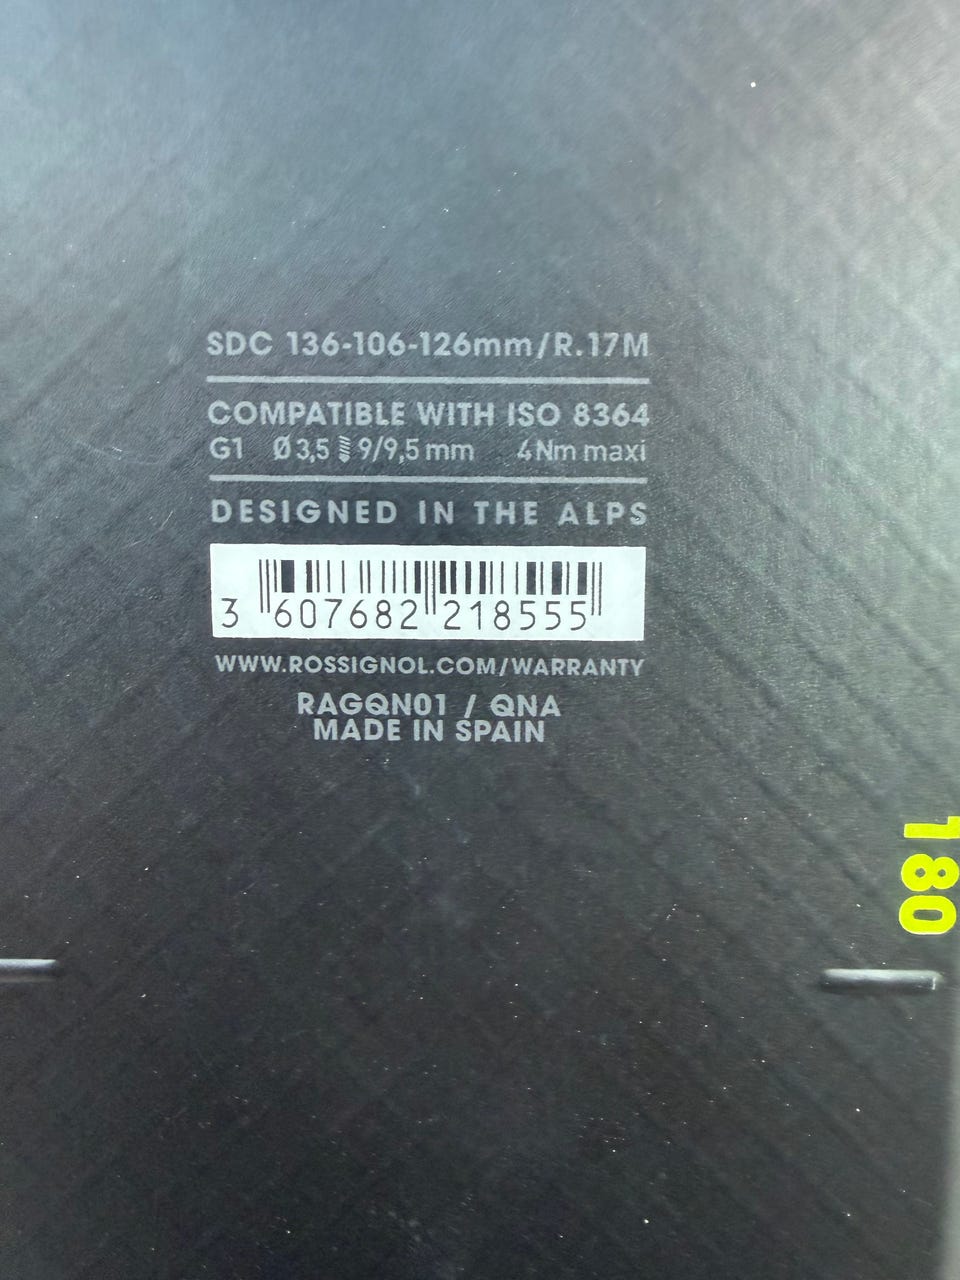 SDC 136-106-126mm/R.17M
COMPATIBLE WITH ISO 8364
G1 Ø3,5 9/9,5 mm 4Nm maxi
DESIGNED IN THE ALPS
3 607682 218555
WWW.ROSSIGNOL.COM/WARRANTY
RAGQN01 / QNA
MADE IN SPAIN
180